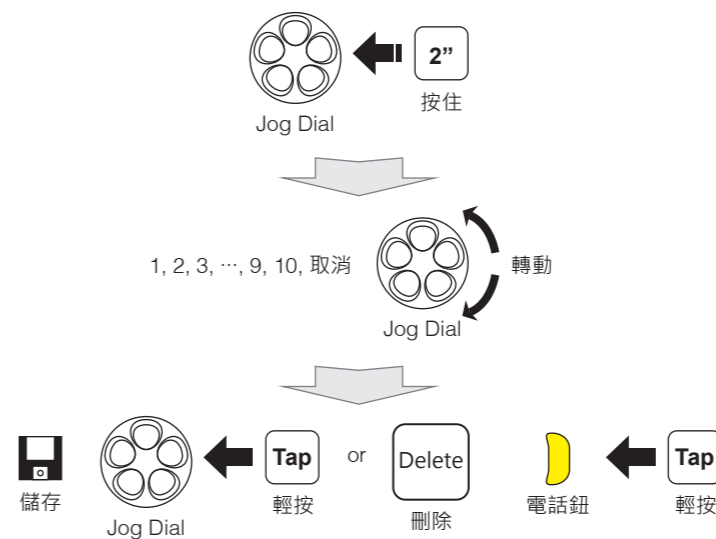 2”
按住
Jog Dial
1, 2, 3, ···, 9, 10, 取消
轉動
Jog Dial
Tap
or
Delete
Tap
儲存
輕按
刪除
電話鈕
輕按
Jog Dial